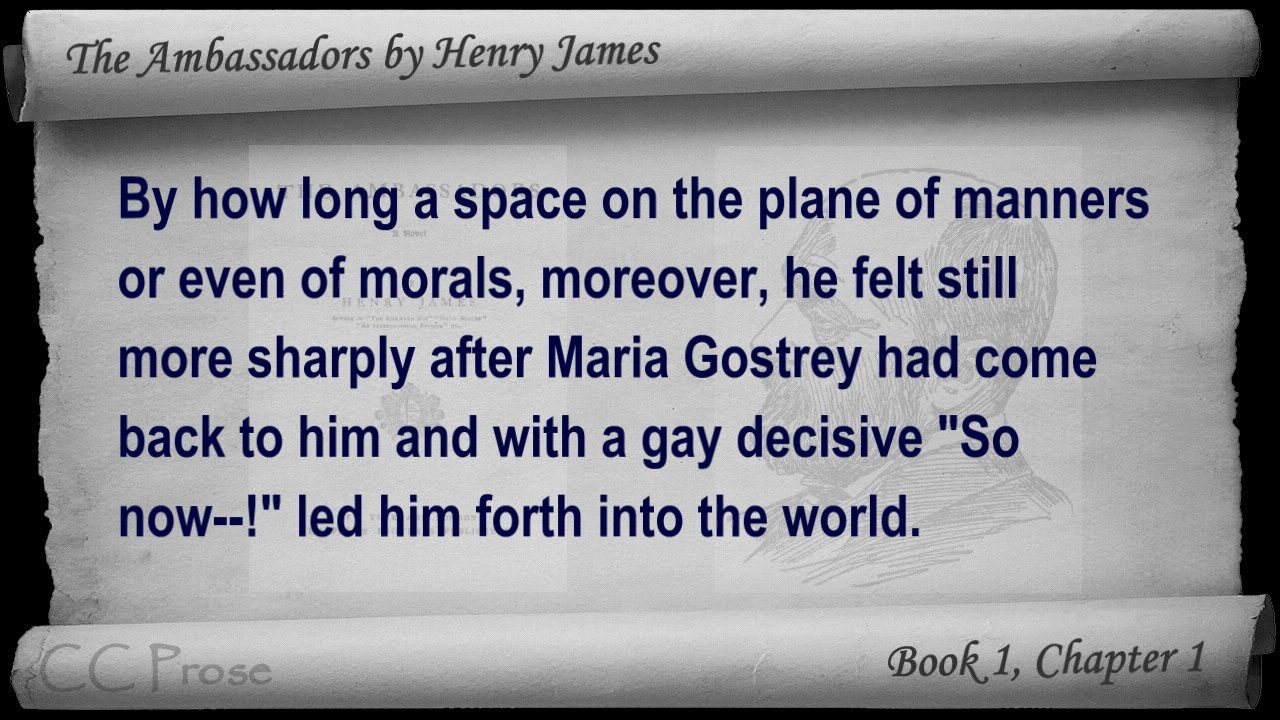 The Ambassadors by Henry James
By how long a space on the plane of manners
or even of morals, moreover, he felt still
more sharply after Maria Gostrey had come
back to him and with a gay decisive "So
now--!" led him forth into the world.
CC Prose
Book 1, Chapter 1